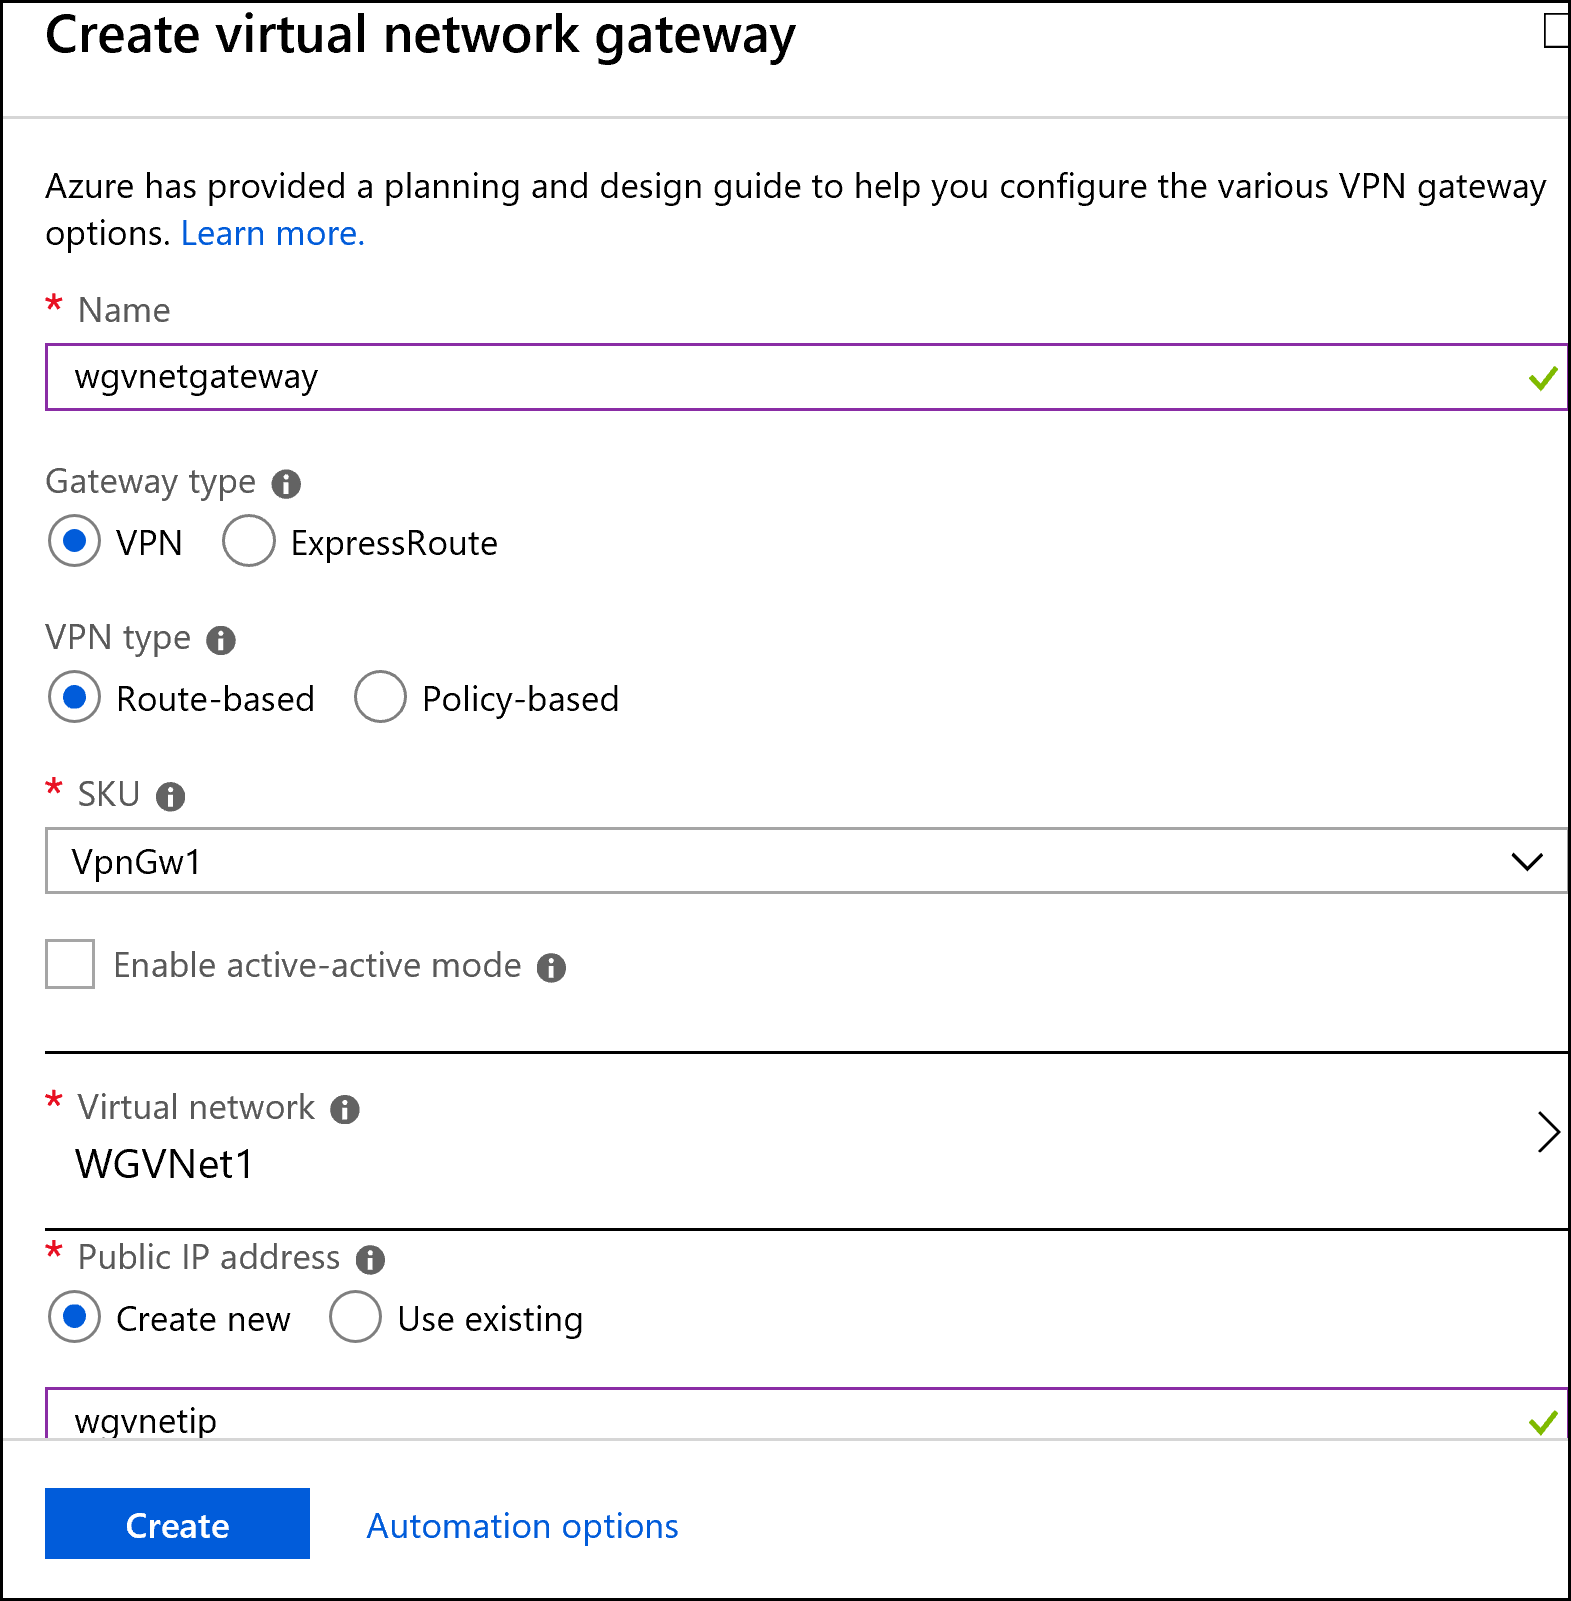 Create virtual network gateway
Azure has provided a planning and design guide to help you configure the various VPN gateway
options. Learn more.
* Name
wgvnetgateway
Gateway type
VPN ExpressRoute
VPN type
Route-based Policy-based
* SKU
VpnGw1
Enable active-active mode
* Virtual network
WGVNet1
* Public IP address
Create new Use existing
wgvnetip
Create Automation options